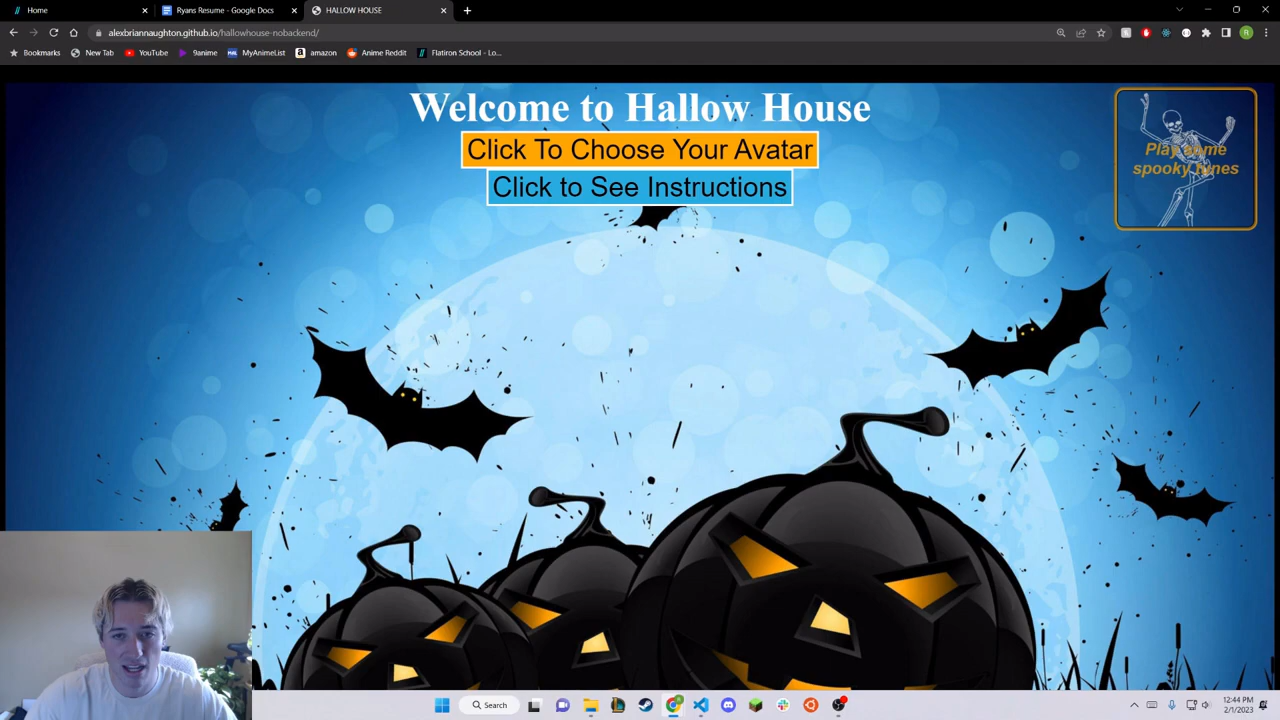 Home
Ryans Resume - Google Docs
HALLOW HOUSE
alexbriannaughton.github.io/hallowhouse-nobackend/
R
Bookmarks
New Tab
YouTube
9anime
MyAnimeList
amazon
Anime Reddit
Flatiron School - Lo...
Welcome to Hallow House
Click To Choose Your Avatar
Click to See Instructions
Play some
spooky tunes
Search
12:44 PM
2/1/2023